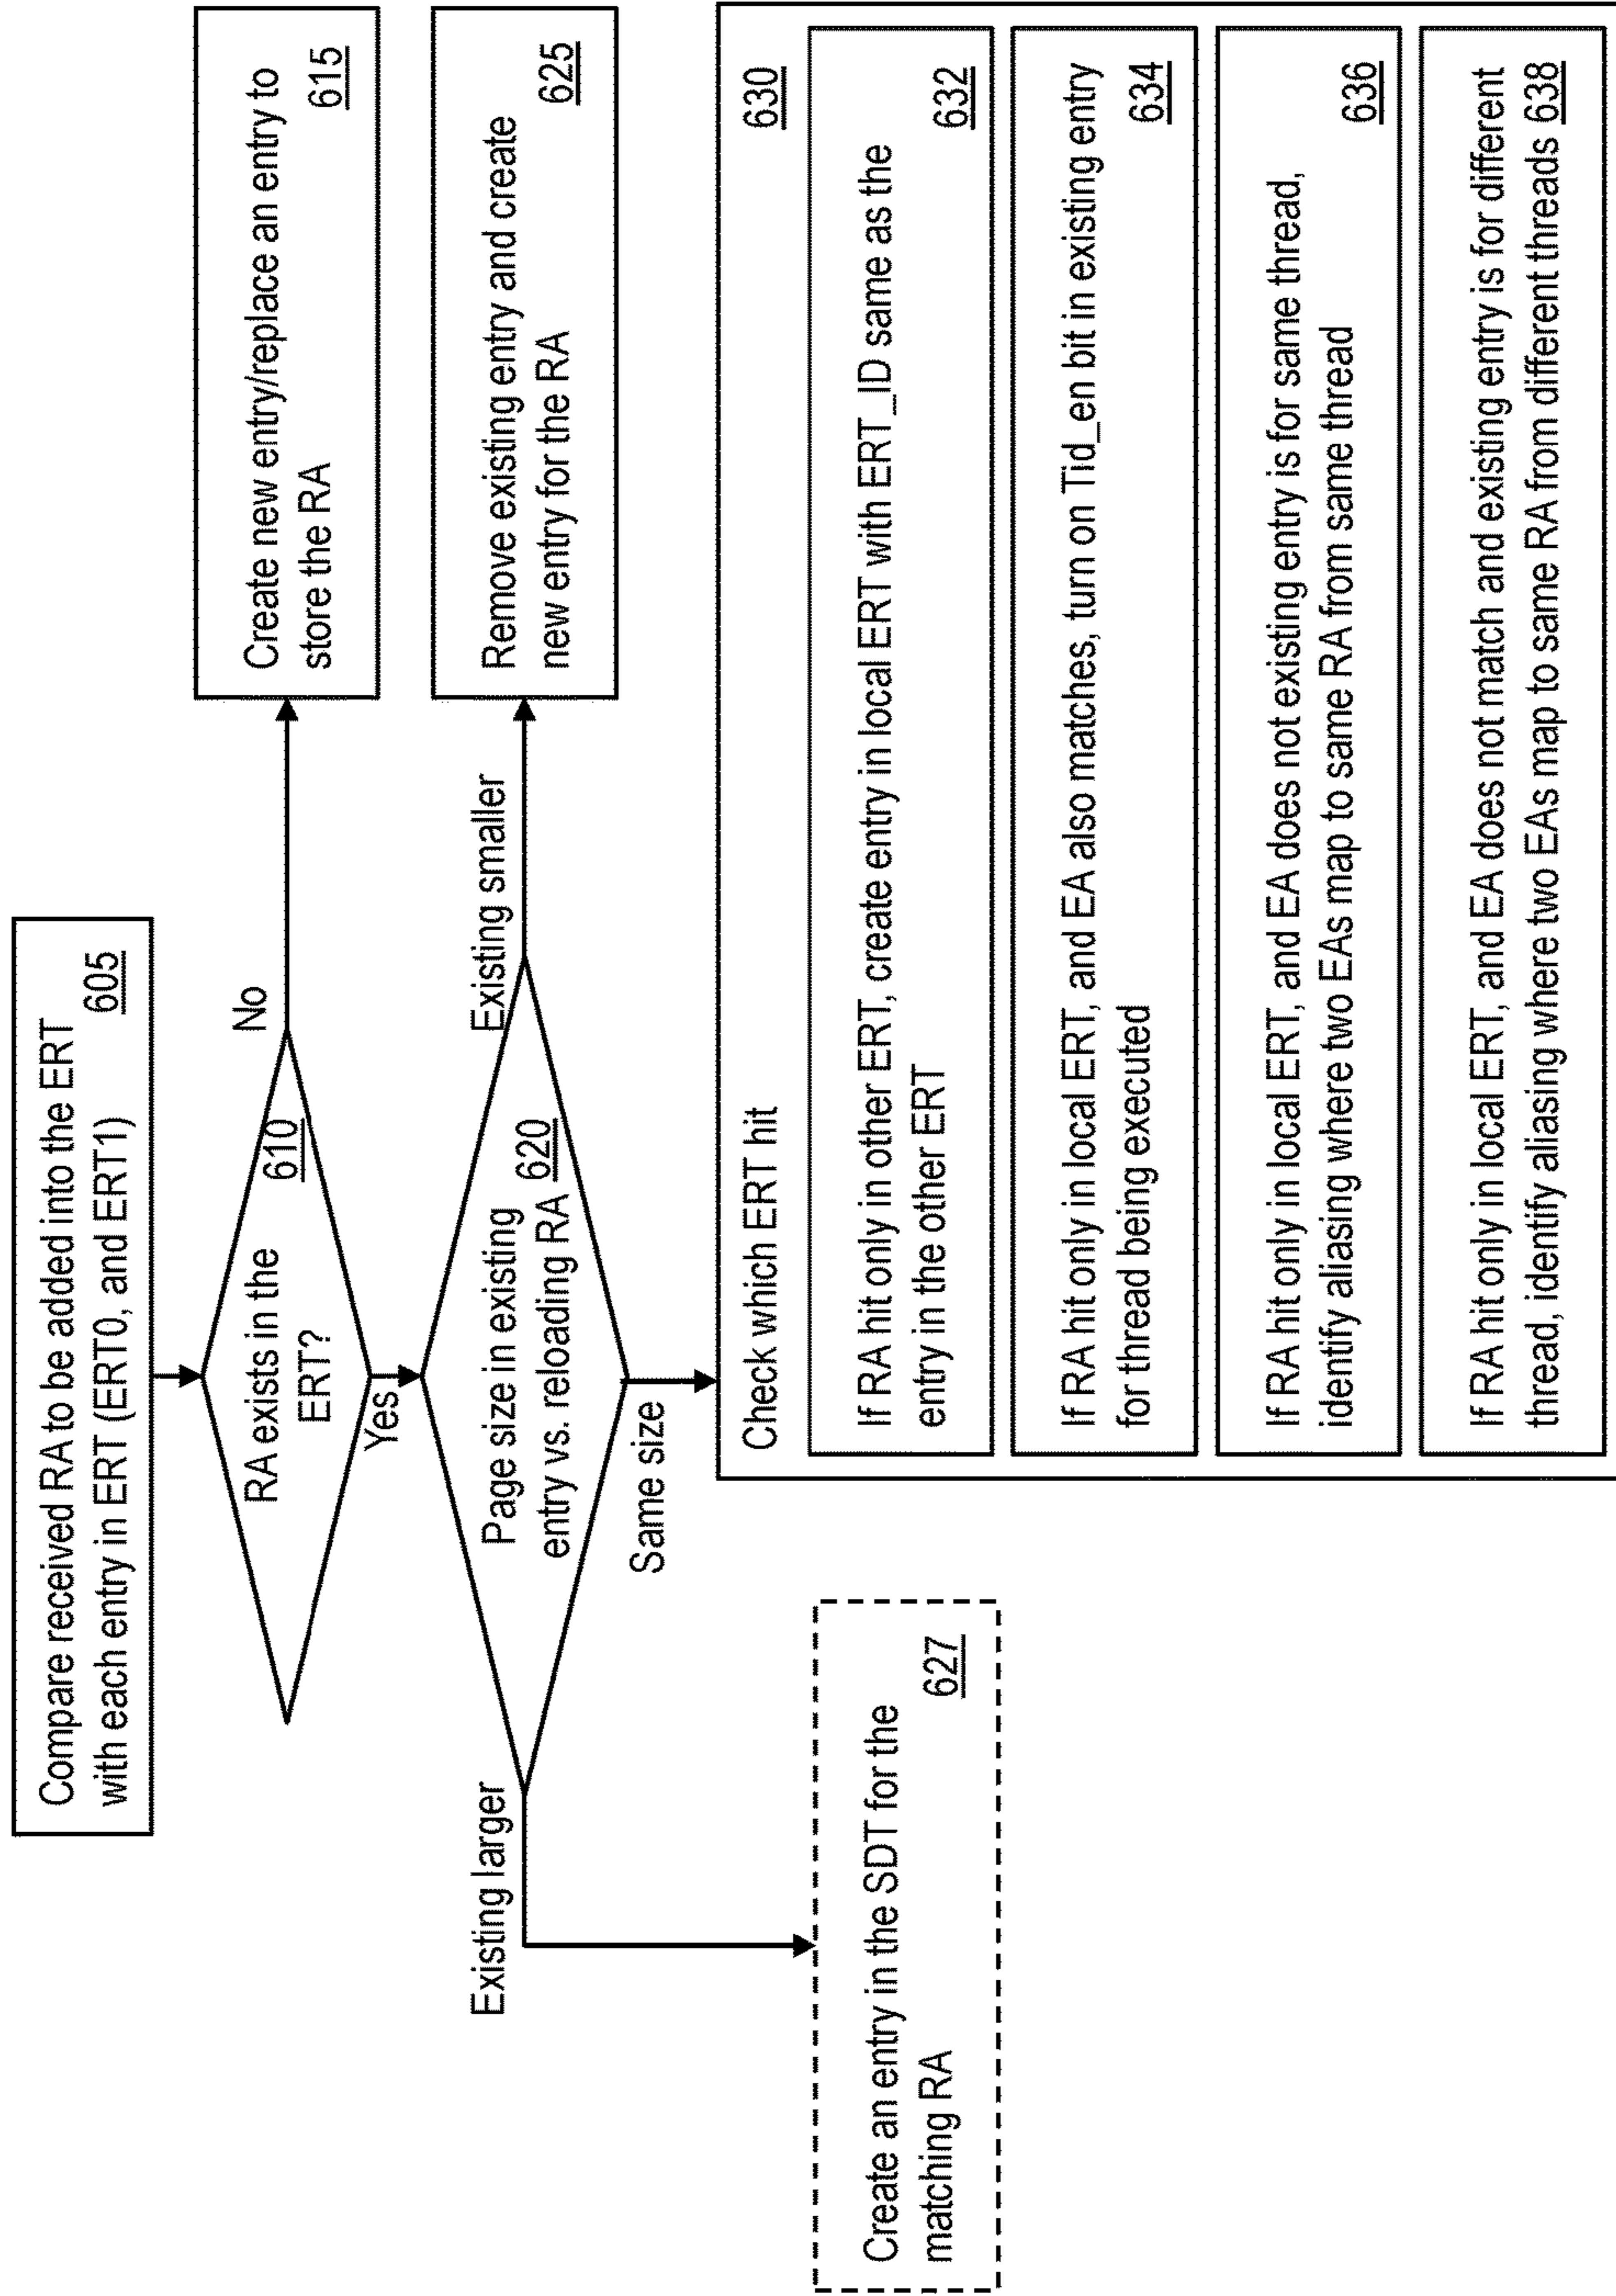 Compare received RA to be added into the ERT
with each entry in ERT (ERT0, and ERT1) 605
RA exists in the 610
ERT?
No
Create new entry/replace an entry to
store the RA 615
Yes
Page size in existing
entry vs. reloading RA 620
Existing smaller
Remove existing entry and create
new entry for the RA 625
Existing larger
Create an entry in the SDT for the
matching RA 627
Same size
Check which ERT hit 630
If RA hit only in other ERT, create entry in local ERT with ERT_ID same as the
entry in the other ERT 632
If RA hit only in local ERT, and EA also matches, turn on Tid_en bit in existing entry
for thread being executed 634
If RA hit only in local ERT, and EA does not existing entry is for same thread,
identify aliasing where two EAs map to same RA from same thread 636
If RA hit only in local ERT, and EA does not match and existing entry is for different
thread, identify aliasing where two EAs map to same RA from different threads 638